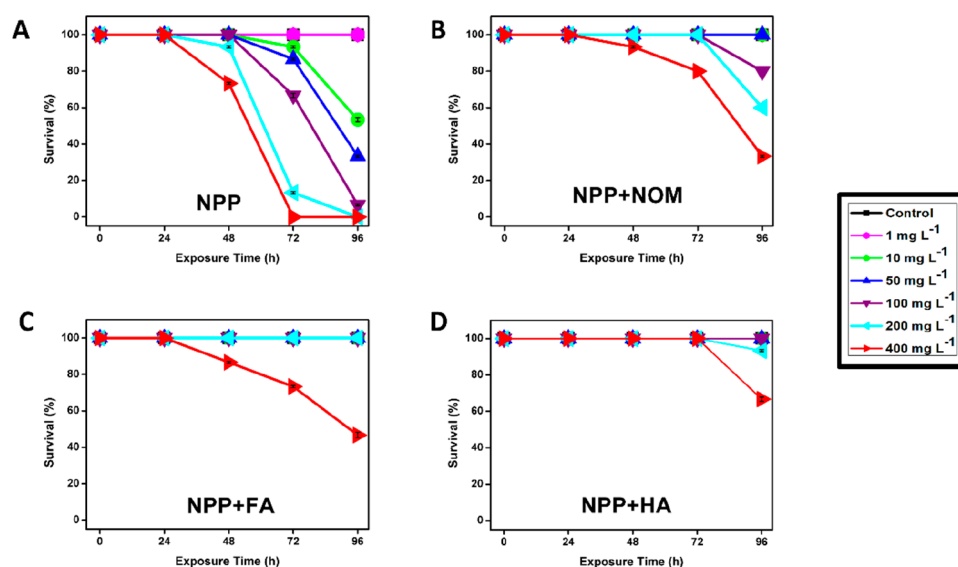 A
Survival (%)
100
80
60
40
20
0
NPP
0 24 48 72 96
Exposure Time (h)
B
Survival (%)
100
80
60
40
20
0
NPP+NOM
0 24 48 72 96
Exposure Time (h)
C
Survival (%)
100
80
60
40
20
0
NPP+FA
0 24 48 72 96
Exposure Time (h)
D
Survival (%)
100
80
60
40
20
0
NPP+HA
0 24 48 72 96
Exposure Time (h)
Control
1 mg L⁻¹
10 mg L⁻¹
50 mg L⁻¹
100 mg L⁻¹
200 mg L⁻¹
400 mg L⁻¹